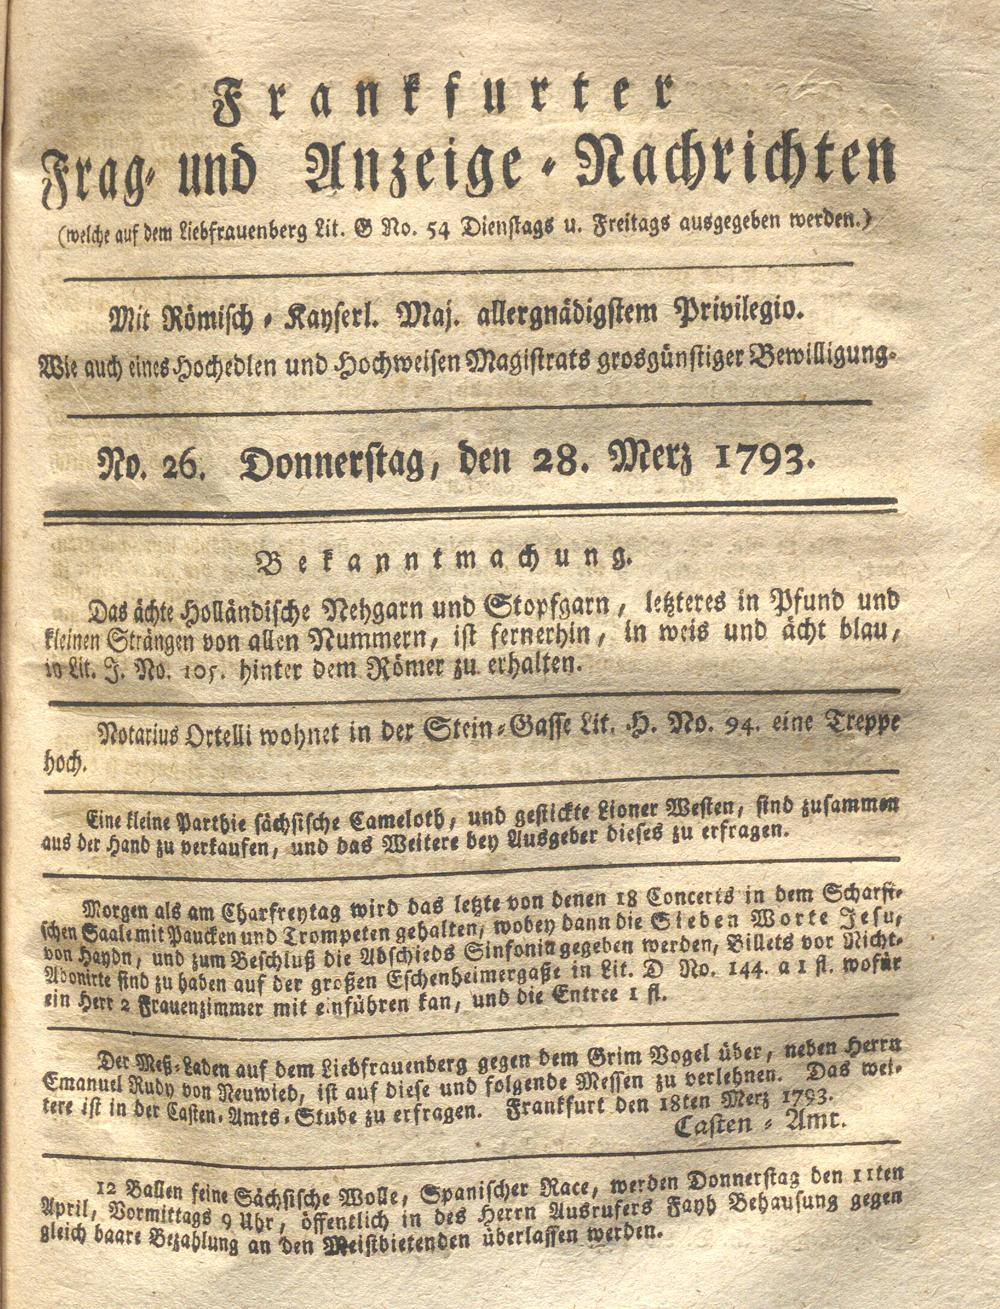 Frankfurter
Frag- und Anzeige-Nachrichten
(welche auf dem Liebfrauenberg Lit. G No. 54 Dienstags u. Freitags ausgegeben werden.)
Mit Römisch-Kayserl. Maj. allergnädigstem Privilegio.
Wie auch eines Hochedlen und Hochweisen Magistrats grosgünstiger Bewilligung.
No. 26. Donnerstag, den 28. Merz 1793.
Bekanntmachung.
Das ächte Holländische Nehgarn und Stopfgarn, letzteres in Pfund und
kleinen Strängen von allen Nummern, ist fernerhin, in weis und ächt blau,
in Lit. J. No. 105. hinter dem Römer zu erhalten.
Notarius Ortelli wohnet in der Stein-Gasse Lit. H. No. 94. eine Treppe
hoch.
Eine kleine Parthie sächsische Cameloth, und gestickte Lioner Westen, sind zusammen
aus der Hand zu verkaufen, und das Weitere bey Ausgeber dieses zu erfragen.
Morgen als am Charfreytag wird das letzte von denen 18 Concerts in dem Scharfi-
schen Saale mit Paucken und Trompeten gehalten, wobey dann die Sieben Worte Jesu,
von Haydn, und zum Beschluß die Abschieds Sinfonia gegeben werden, Billets vor Nicht-
Abonirte sind zu haben auf der großen Eschenheimergaße in Lit. D No. 144. a 1 fl. wofür
ein Herr 2 Frauenzimmer mit einführen kan, und die Entree 1 fl.
Der Meß-Laden auf dem Liebfrauenberg gegen dem Grim Vogel über, neben Herrn
Emanuel Rudy von Neuwied, ist auf diese und folgende Messen zu verlehnen. Das wei-
tere ist in der Casten-Amts-Stube zu erfragen. Frankfurt den 18ten Merz 1793.
Casten-Amt.
12 Ballen feine Sächsische Wolle, Spanischer Race, werden Donnerstag den 11ten
April, Vormittags 9 Uhr, öffentlich in des Herrn Ausrufers Fayh Behausung gegen
gleich baare Bezahlung an den Meistbietenden überlassen werden.